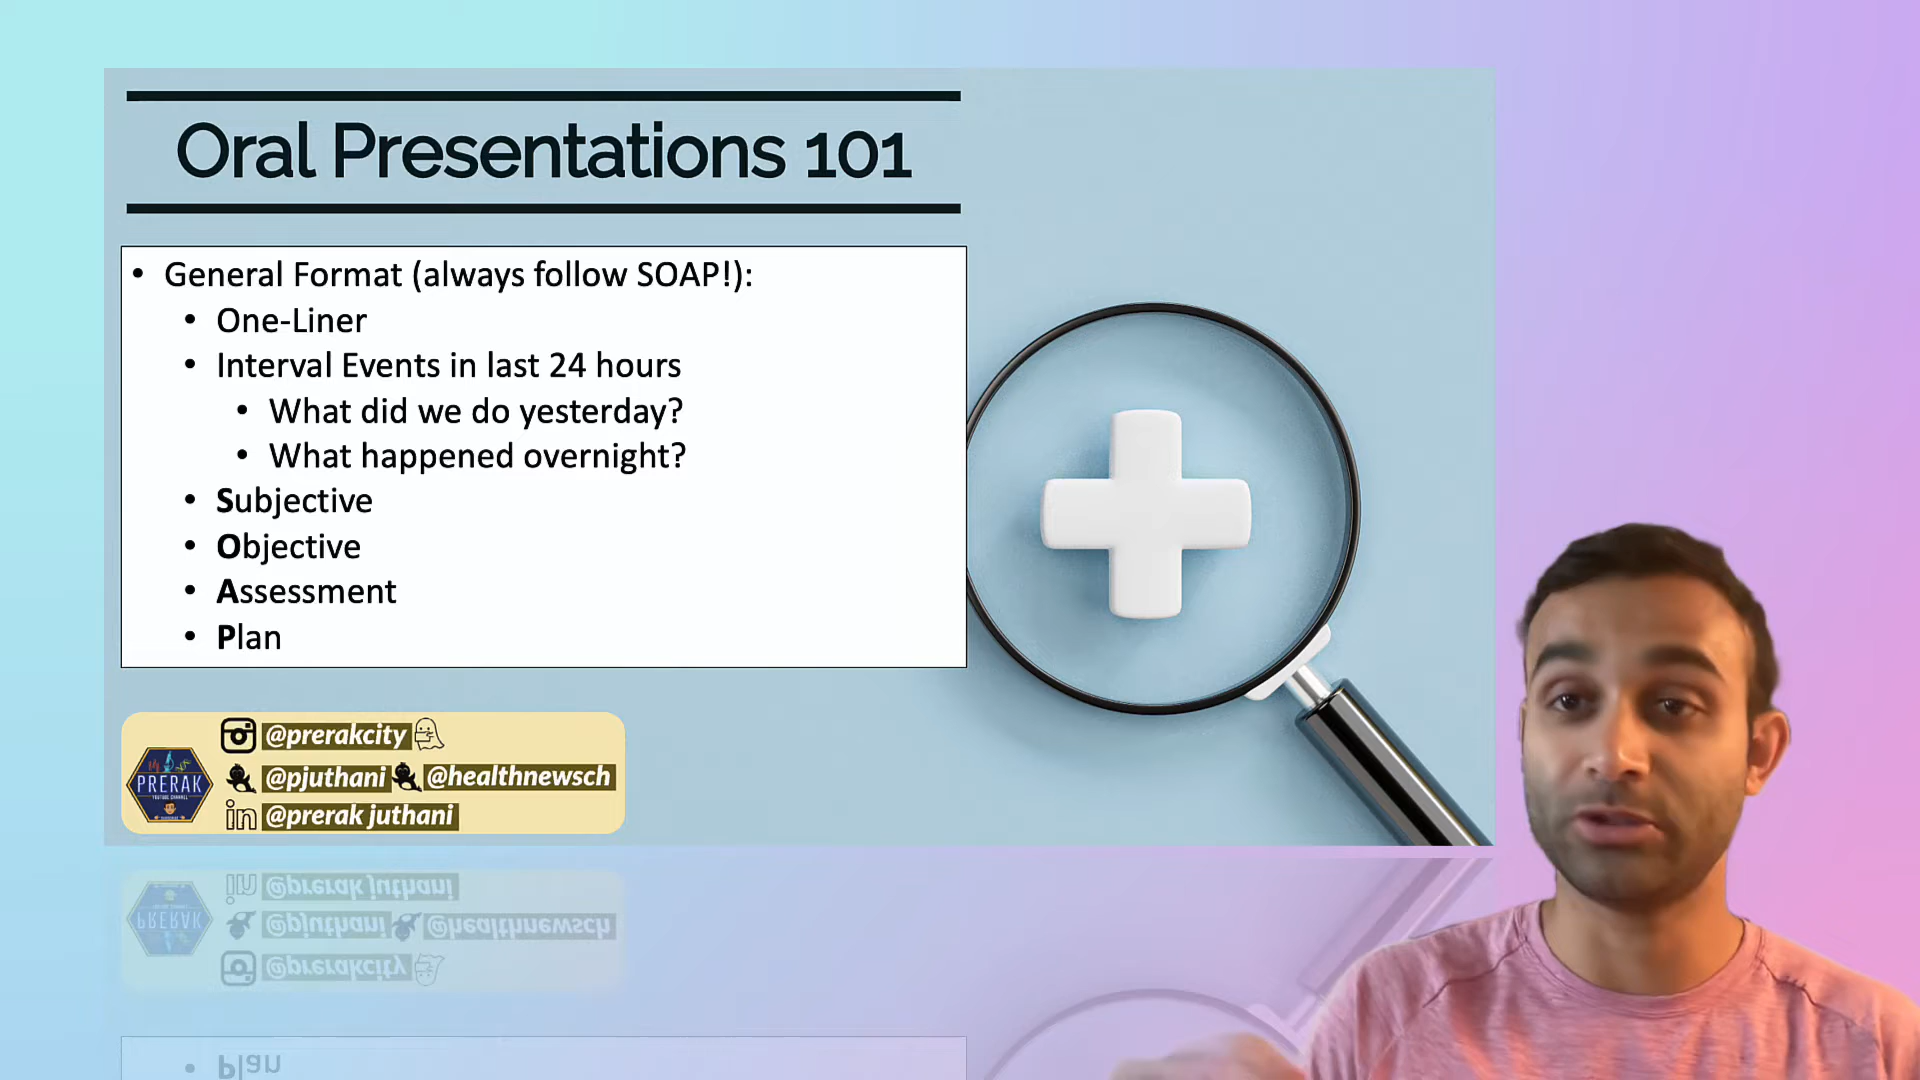 Oral Presentations 101
• General Format (always follow SOAP!):
• One-Liner
• Interval Events in last 24 hours
• What did we do yesterday?
• What happened overnight?
• Subjective
• Objective
• Assessment
• Plan
@prerakcity
@pjuthani @healthnewsch
in @prerak juthani
PRERAK